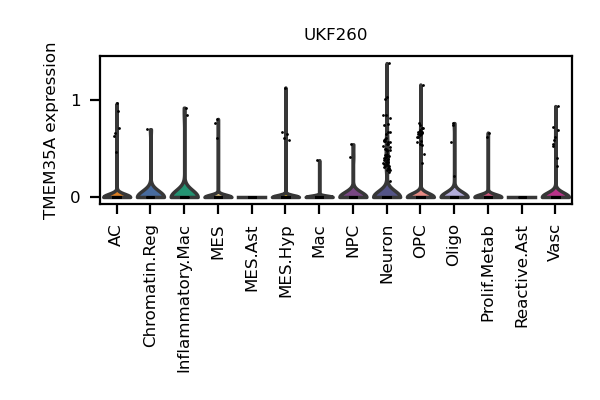 UKF260
TMEM35A expression
1
0
AC
Chromatin.Reg
Inflammatory.Mac
MES
MES.Ast
MES.Hyp
Mac
NPC
Neuron
OPC
Oligo
Prolif.Metab
Reactive.Ast
Vasc